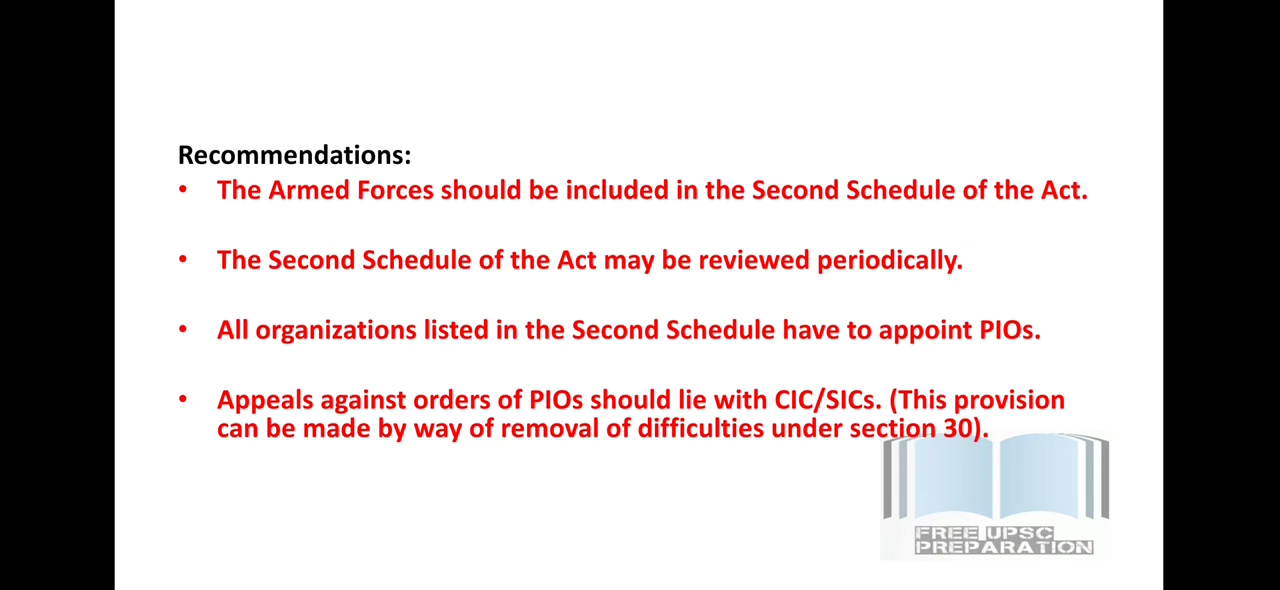 Recommendations:
• The Armed Forces should be included in the Second Schedule of the Act.
• The Second Schedule of the Act may be reviewed periodically.
• All organizations listed in the Second Schedule have to appoint PIOs.
• Appeals against orders of PIOs should lie with CIC/SICs. (This provision
can be made by way of removal of difficulties under section 30).
FREE UPSC
PREPARATION